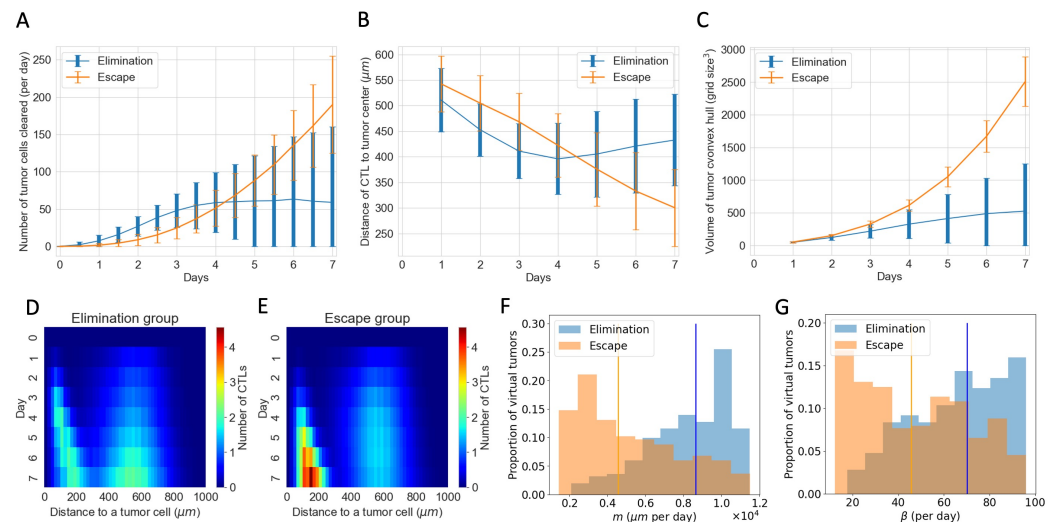 A
Number of tumor cells cleared (per day)
250
200
150
100
50
0
Elimination
Escape
0 1 2 3 4 5 6 7
Days
B
Distance of CTL to tumor center (μm)
600
550
500
450
400
350
300
250
Elimination
Escape
1 2 3 4 5 6 7
Days
C
Volume of tumor cvonvex hull (grid size³)
3000
2500
2000
1500
1000
500
0
Elimination
Escape
0 1 2 3 4 5 6 7
Days
D
Elimination group
Day
0
1
2
3
4
5
6
7
0 200 400 600 800 1000
Distance to a tumor cell (μm)
4
3
2
1
0
Number of CTLs
E
Escape group
0
1
2
3
4
5
6
7
0 200 400 600 800 1000
Distance to a tumor cell (μm)
4
3
2
1
0
Number of CTLs
F
Proportion of virtual tumors
0.30
0.25
0.20
0.15
0.10
0.05
0.00
Elimination
Escape
0.2 0.4 0.6 0.8 1.0 1.2
m (μm per day)
×10⁴
G
Proportion of virtual tumors
0.20
0.15
0.10
0.05
0.00
Elimination
Escape
20 40 60 80 100
β (per day)